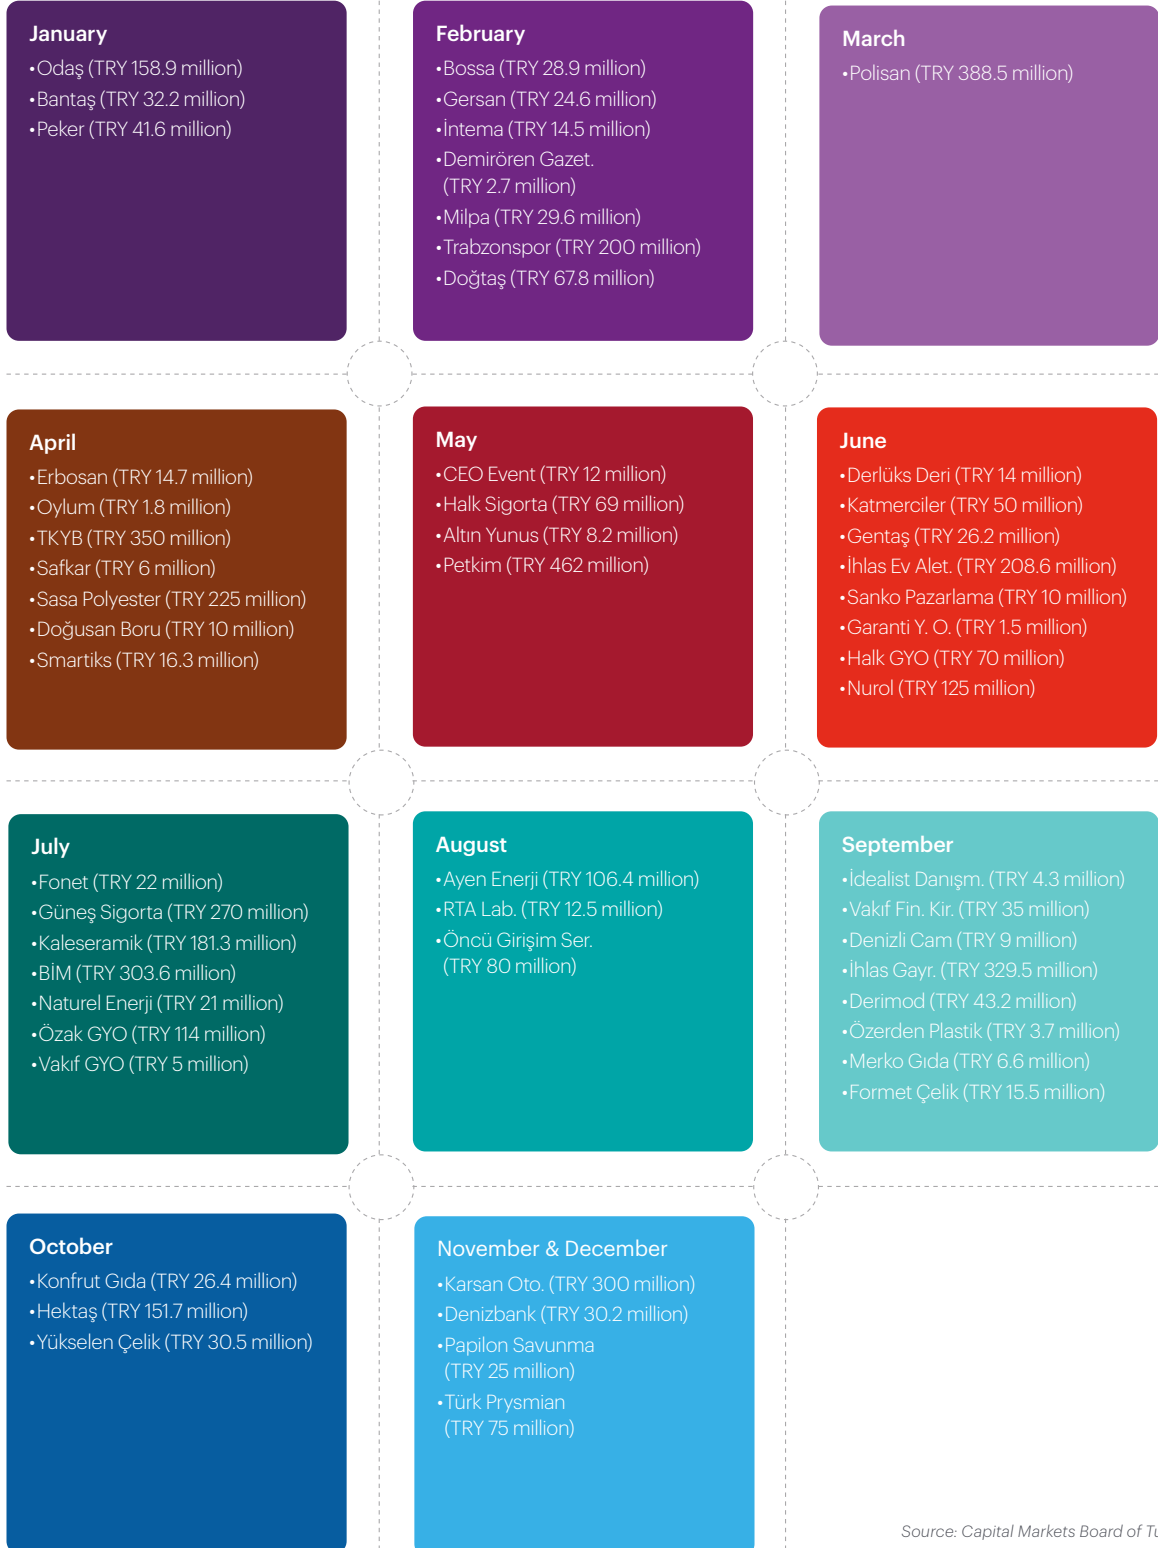 January
•Odaş (TRY 158.9 million)
•Bantaş (TRY 32.2 million)
•Peker (TRY 41.6 million)
February
•Bossa (TRY 28.9 million)
•Gersan (TRY 24.6 million)
•İntema (TRY 14.5 million)
•Demirören Gazet.
(TRY 2.7 million)
•Milpa (TRY 29.6 million)
•Trabzonspor (TRY 200 million)
•Doğtaş (TRY 67.8 million)
March
•Polisan (TRY 388.5 million)
April
•Erbosan (TRY 14.7 million)
•Oylum (TRY 1.8 million)
•TKYB (TRY 350 million)
•Safkar (TRY 6 million)
•Sasa Polyester (TRY 225 million)
•Doğusan Boru (TRY 10 million)
•Smartiks (TRY 16.3 million)
May
•CEO Event (TRY 12 million)
•Halk Sigorta (TRY 69 million)
•Altın Yunus (TRY 8.2 million)
•Petkim (TRY 462 million)
June
•Derlüks Deri (TRY 14 million)
•Katmerciler (TRY 50 million)
•Gentaş (TRY 26.2 million)
•İhlas Ev Alet. (TRY 208.6 million)
•Sanko Pazarlama (TRY 10 million)
•Garanti Y. O. (TRY 1.5 million)
•Halk GYO (TRY 70 million)
•Nurol (TRY 125 million)
July
•Fonet (TRY 22 million)
•Güneş Sigorta (TRY 270 million)
•Kaleseramik (TRY 181.3 million)
•BİM (TRY 303.6 million)
•Naturel Enerji (TRY 21 million)
•Özak GYO (TRY 114 million)
•Vakıf GYO (TRY 5 million)
August
•Ayen Enerji (TRY 106.4 million)
•RTA Lab. (TRY 12.5 million)
•Öncü Girişim Ser.
(TRY 80 million)
September
•İdealist Danışm. (TRY 4.3 million)
•Vakıf Fin. Kir. (TRY 35 million)
•Denizli Cam (TRY 9 million)
•İhlas Gayr. (TRY 329.5 million)
•Derimod (TRY 43.2 million)
•Özerden Plastik (TRY 3.7 million)
•Merko Gıda (TRY 6.6 million)
•Formet Çelik (TRY 15.5 million)
October
•Konfrut Gıda (TRY 26.4 million)
•Hektaş (TRY 151.7 million)
•Yükselen Çelik (TRY 30.5 million)
November & December
•Karsan Oto. (TRY 300 million)
•Denizbank (TRY 30.2 million)
•Papilon Savunma
(TRY 25 million)
•Türk Prysmian
(TRY 75 million)
Source: Capital Markets Board of